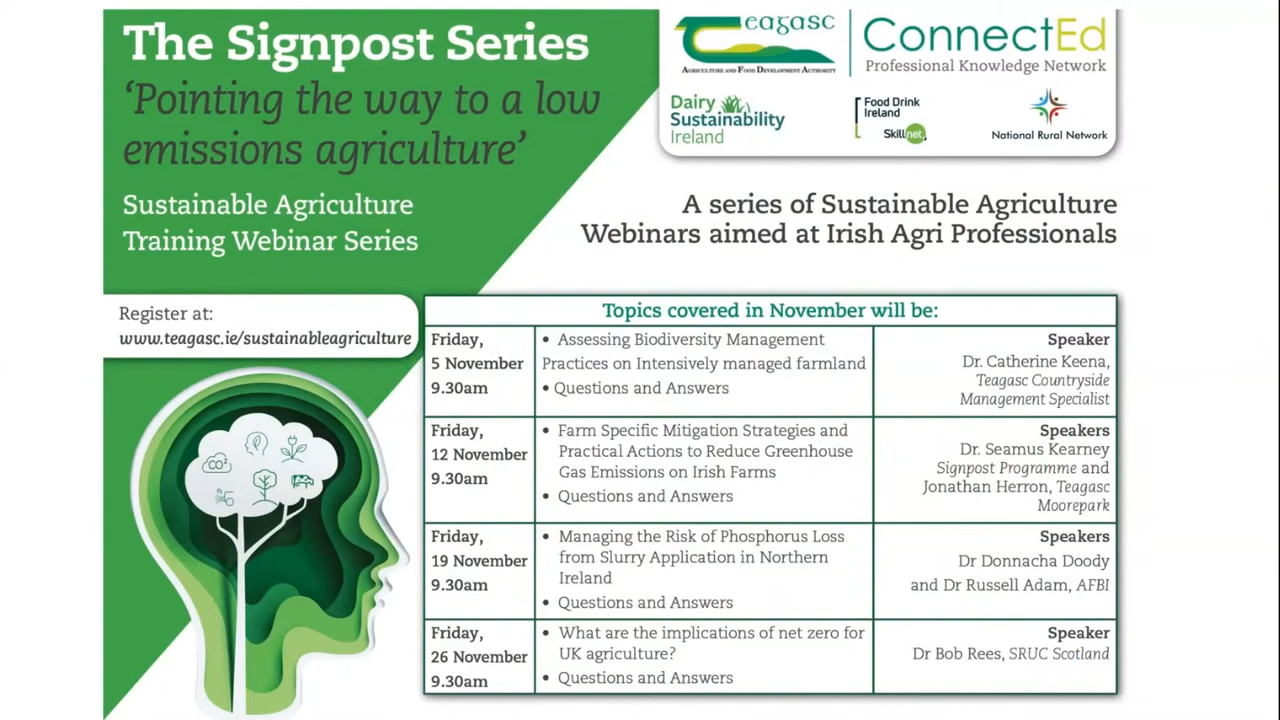 The Signpost Series
‘Pointing the way to a low
emissions agriculture’
Sustainable Agriculture
Training Webinar Series
Teagasc
Agriculture and Food Development Authority
ConnectEd
Professional Knowledge Network
Dairy
Sustainability
Ireland
Food Drink
Ireland
Skillnet
National Rural Network
A series of Sustainable Agriculture
Webinars aimed at Irish Agri Professionals
Register at:
www.teagasc.ie/sustainableagriculture
CO2
Topics covered in November will be:
Friday,
5 November
9.30am
• Assessing Biodiversity Management
Practices on Intensively managed farmland
• Questions and Answers
Speaker
Dr. Catherine Keena,
Teagasc Countryside
Management Specialist
Friday,
12 November
9.30am
• Farm Specific Mitigation Strategies and
Practical Actions to Reduce Greenhouse
Gas Emissions on Irish Farms
• Questions and Answers
Speakers
Dr. Seamus Kearney
Signpost Programme and
Jonathan Herron, Teagasc
Moorepark
Friday,
19 November
9.30am
• Managing the Risk of Phosphorus Loss
from Slurry Application in Northern
Ireland
• Questions and Answers
Speakers
Dr Donnacha Doody
and Dr Russell Adam, AFBI
Friday,
26 November
9.30am
• What are the implications of net zero for
UK agriculture?
• Questions and Answers
Speaker
Dr Bob Rees, SRUC Scotland